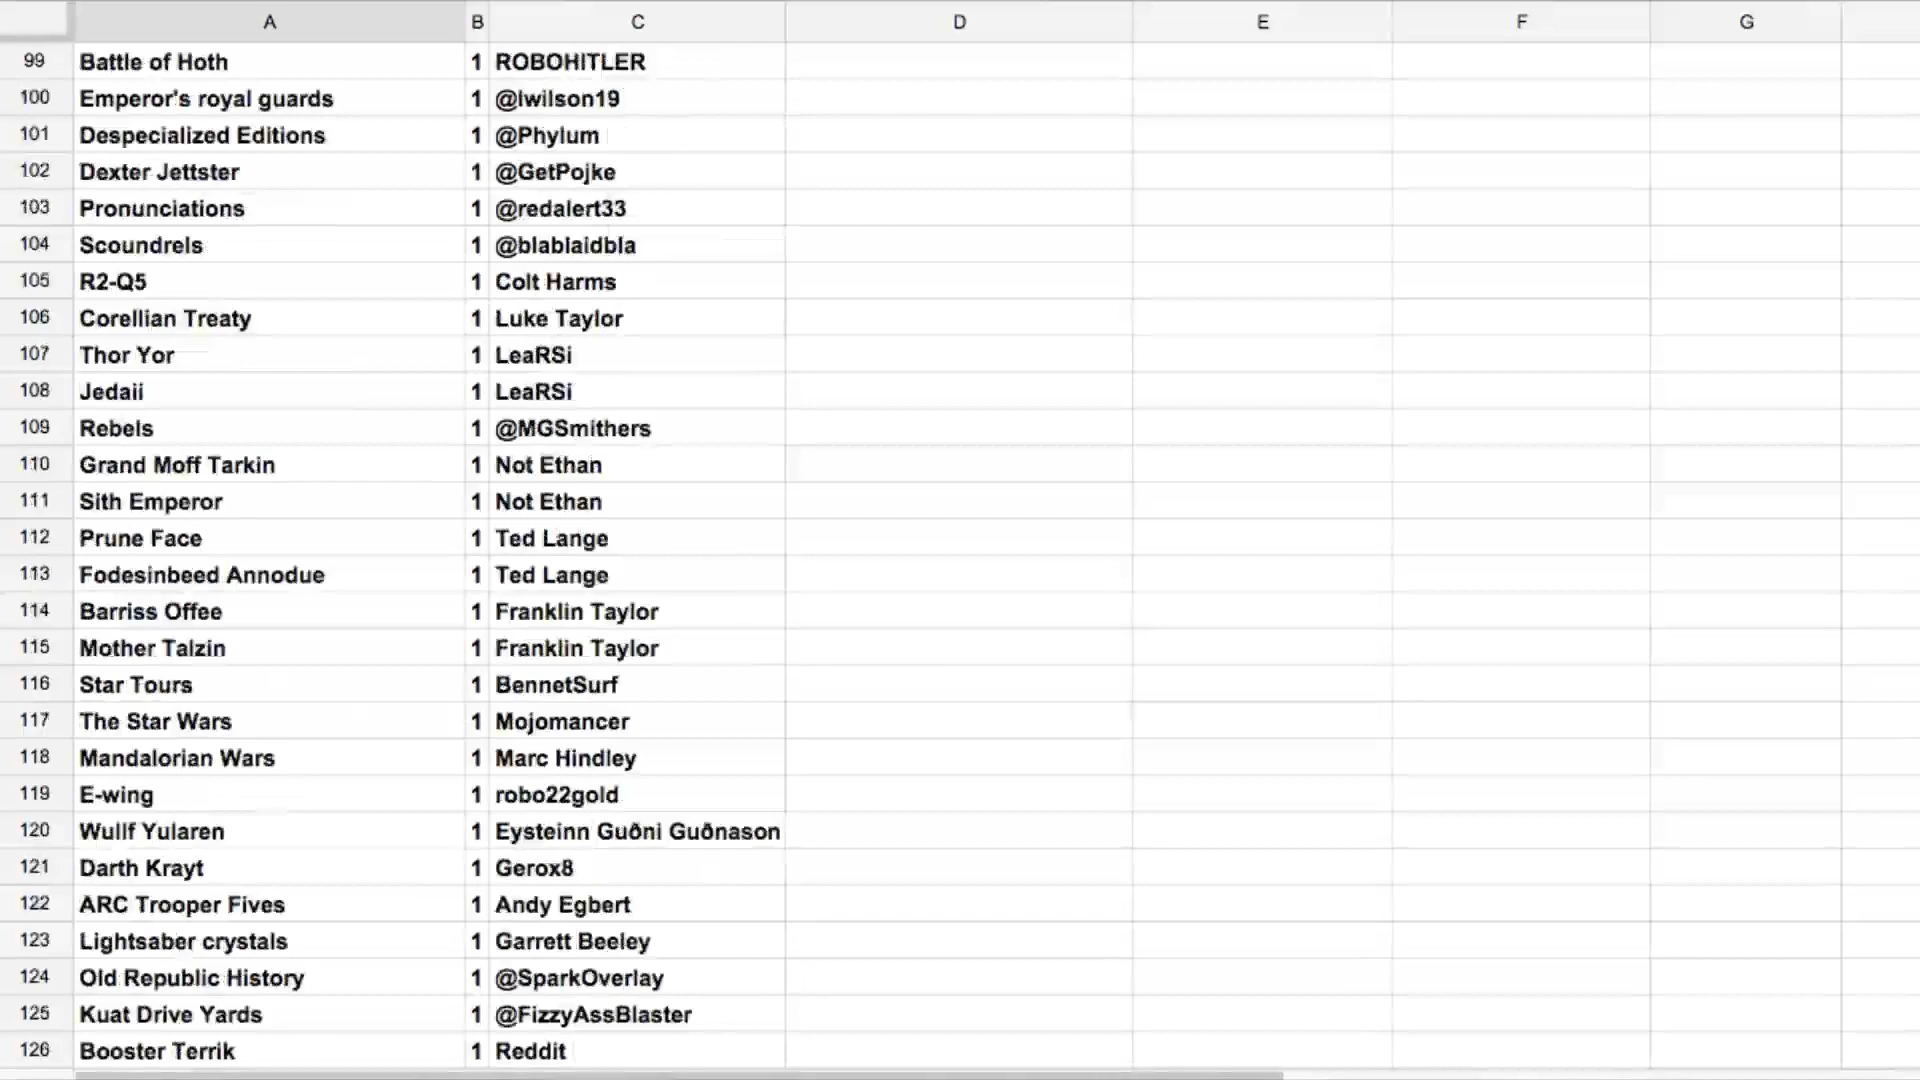 A B C D E F G
99 Battle of Hoth 1 ROBOHITLER
100 Emperor's royal guards 1 @lwilson19
101 Despecialized Editions 1 @Phylum
102 Dexter Jettster 1 @GetPojke
103 Pronunciations 1 @redalert33
104 Scoundrels 1 @blablaidbla
105 R2-Q5 1 Colt Harms
106 Corellian Treaty 1 Luke Taylor
107 Thor Yor 1 LeaRSi
108 Jedaii 1 LeaRSi
109 Rebels 1 @MGSmithers
110 Grand Moff Tarkin 1 Not Ethan
111 Sith Emperor 1 Not Ethan
112 Prune Face 1 Ted Lange
113 Fodesinbeed Annodue 1 Ted Lange
114 Barriss Offee 1 Franklin Taylor
115 Mother Talzin 1 Franklin Taylor
116 Star Tours 1 BennetSurf
117 The Star Wars 1 Mojomancer
118 Mandalorian Wars 1 Marc Hindley
119 E-wing 1 robo22gold
120 Wullf Yularen 1 Eysteinn Guðni Guðnason
121 Darth Krayt 1 Gerox8
122 ARC Trooper Fives 1 Andy Egbert
123 Lightsaber crystals 1 Garrett Beeley
124 Old Republic History 1 @SparkOverlay
125 Kuat Drive Yards 1 @FizzyAssBlaster
126 Booster Terrik 1 Reddit